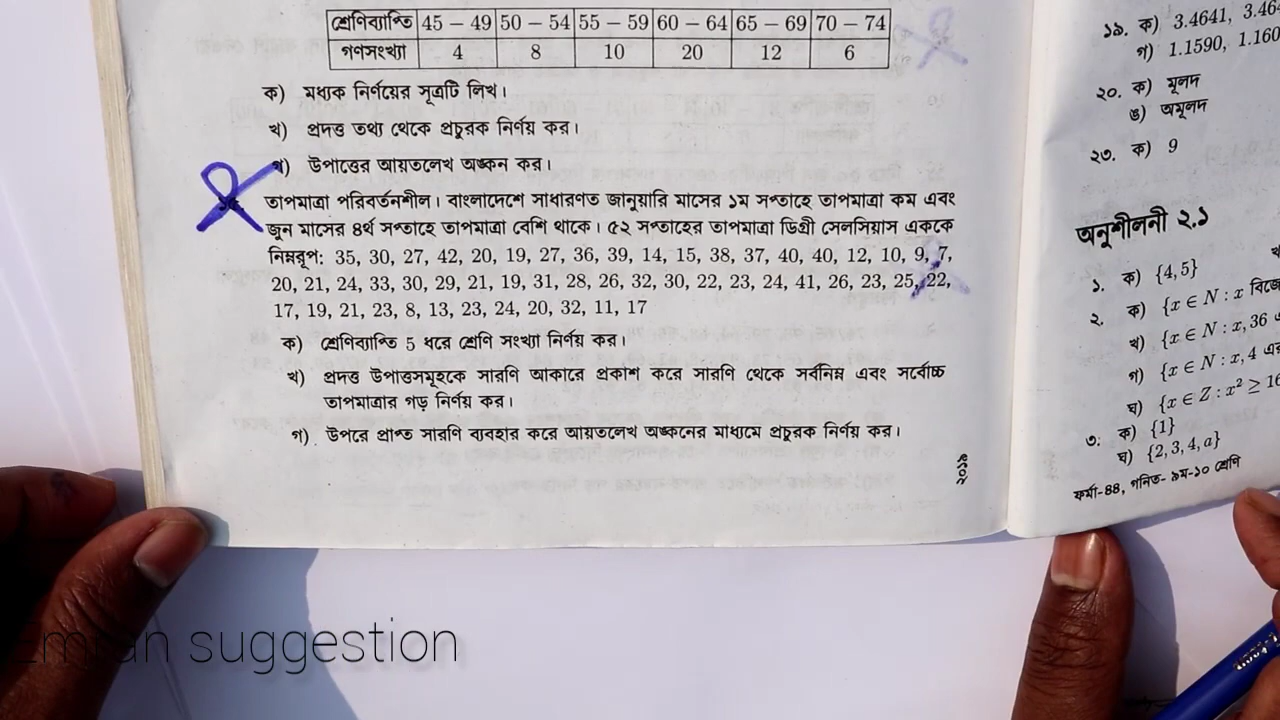 শ্রেণিব্যাপ্তি 45 – 49 50 – 54 55 – 59 60 – 64 65 – 69 70 – 74
গণসংখ্যা 4 8 10 20 12 6
ক) মধ্যক নির্ণয়ের সূত্রটি লিখ।
খ) প্রদত্ত তথ্য থেকে প্রচুরক নির্ণয় কর।
গ) উপাত্তের আয়তলেখ অঙ্কন কর।
তাপমাত্রা পরিবর্তনশীল। বাংলাদেশে সাধারণত জানুয়ারি মাসের ১ম সপ্তাহে তাপমাত্রা কম এবং
জুন মাসের ৪র্থ সপ্তাহে তাপমাত্রা বেশি থাকে। ৫২ সপ্তাহের তাপমাত্রা ডিগ্রী সেলসিয়াস এককে
নিম্নরূপ: 35, 30, 27, 42, 20, 19, 27, 36, 39, 14, 15, 38, 37, 40, 40, 12, 10, 9, 7,
20, 21, 24, 33, 30, 29, 21, 19, 31, 28, 26, 32, 30, 22, 23, 24, 41, 26, 23, 25, 22,
17, 19, 21, 23, 8, 13, 23, 24, 20, 32, 11, 17
ক) শ্রেণিব্যাপ্তি 5 ধরে শ্রেণি সংখ্যা নির্ণয় কর।
খ) প্রদত্ত উপাত্তসমূহকে সারণি আকারে প্রকাশ করে সারণি থেকে সর্বনিম্ন এবং সর্বোচ্চ
তাপমাত্রার গড় নির্ণয় কর।
গ) উপরে প্রাপ্ত সারণি ব্যবহার করে আয়তলেখ অঙ্কনের মাধ্যমে প্রচুরক নির্ণয় কর।
১৯. ক) 3.4641,
গ) 1.1590,
২০. ক) মূলদ
ঙ) অমূলদ
২৩. ক) 9
অনুশীলনী ২.১
১. ক) {4, 5}
২. ক) {x ∈ N : x
খ) {x ∈ N : x, 36
গ) {x ∈ N : x, 4
ঘ) {x ∈ Z : x² ≥ 16
৩. ক) {1}
ঘ) {2, 3, 4, a}
ফর্মা-44, গণিত- ৯ম-১০ শ্রেণি
Emran suggestion